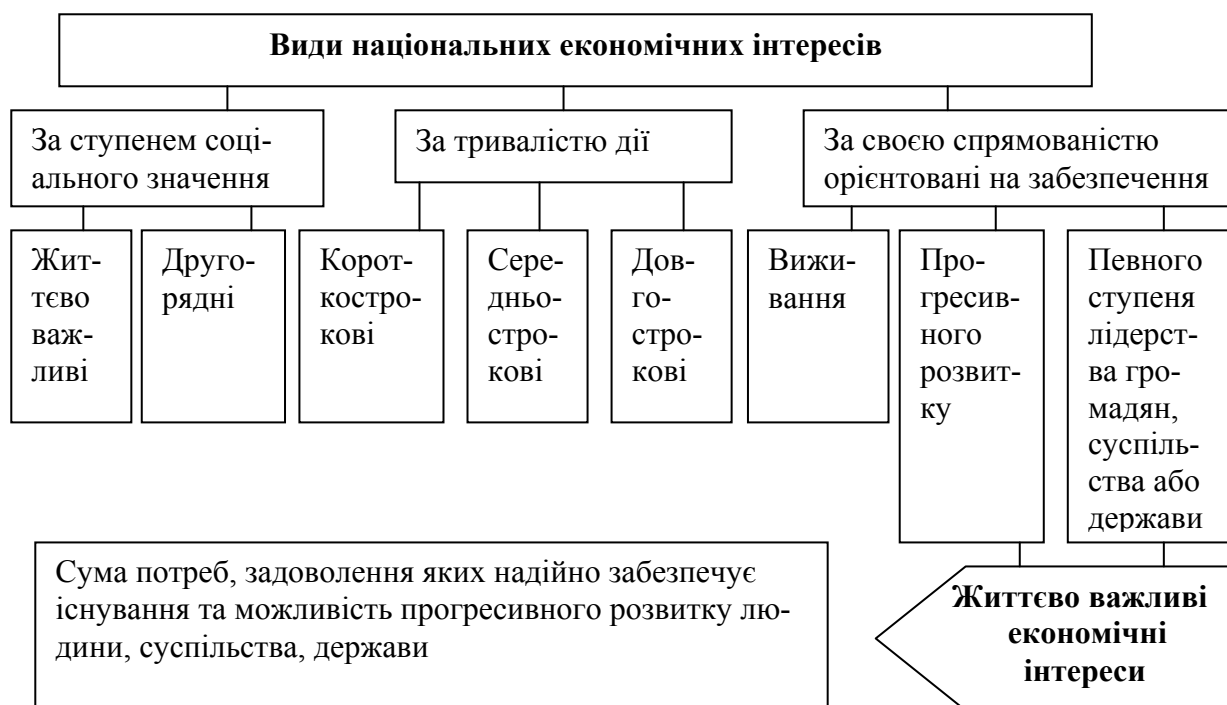 Види національних економічних інтересів
За ступенем соці-
ального значення
За тривалістю дії
За своєю спрямованістю
орієнтовані на забезпечення
Жит-
тєво
важ-
ливі
Друго-
рядні
Корот-
костро-
кові
Сере-
дньо-
стро-
кові
Дов-
го-
стро-
кові
Вижи-
вання
Про-
гресив-
ного
розвит-
ку
Певного
ступеня
лідерст-
ва гро-
мадян,
суспіль-
ства або
держави
Сума потреб, задоволення яких надійно забезпечує
існування та можливість прогресивного розвитку лю-
дини, суспільства, держави
Життєво важливі
економічні
інтереси